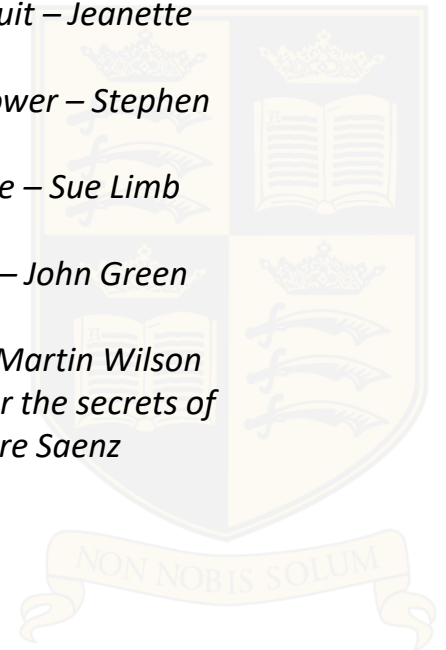 uit – Jeanette
ower – Stephen
e – Sue Limb
– John Green
Martin Wilson
r the secrets of
re Saenz
NON NOBIS SOLUM